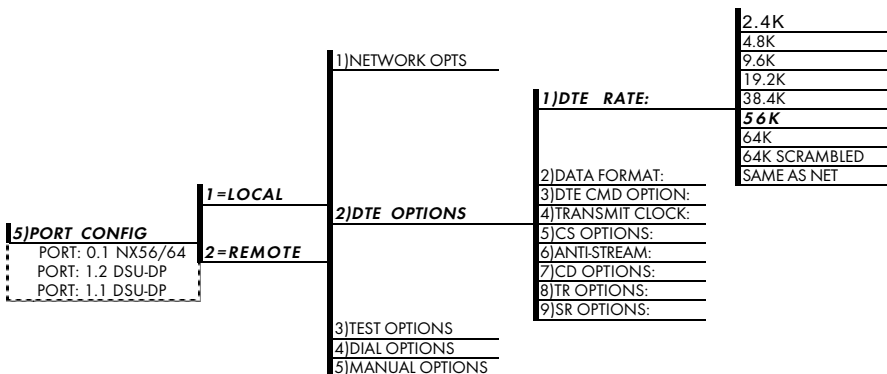 5)PORT CONFIG
PORT: 0.1 NX56/64
PORT: 1.2 DSU-DP
PORT: 1.1 DSU-DP
1=LOCAL
2=REMOTE
1)NETWORK OPTS
2)DTE OPTIONS
3)TEST OPTIONS
4)DIAL OPTIONS
5)MANUAL OPTIONS
1)DTE RATE:
2)DATA FORMAT:
3)DTE CMD OPTION:
4)TRANSMIT CLOCK:
5)CS OPTIONS:
6)ANTI-STREAM:
7)CD OPTIONS:
8)TR OPTIONS:
9)SR OPTIONS:
2.4K
4.8K
9.6K
19.2K
38.4K
56K
64K
64K SCRAMBLED
SAME AS NET